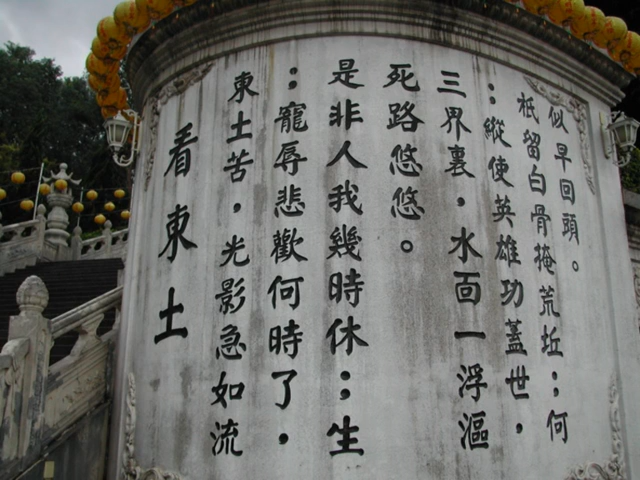 看東土
東土苦，光影急如流
；寵辱悲歡何時了，
是非人我幾時休；生
死路悠悠。
三界裏，水面一浮漚
；縱使英雄功蓋世，
祇留白骨掩荒坵；何
似早回頭。